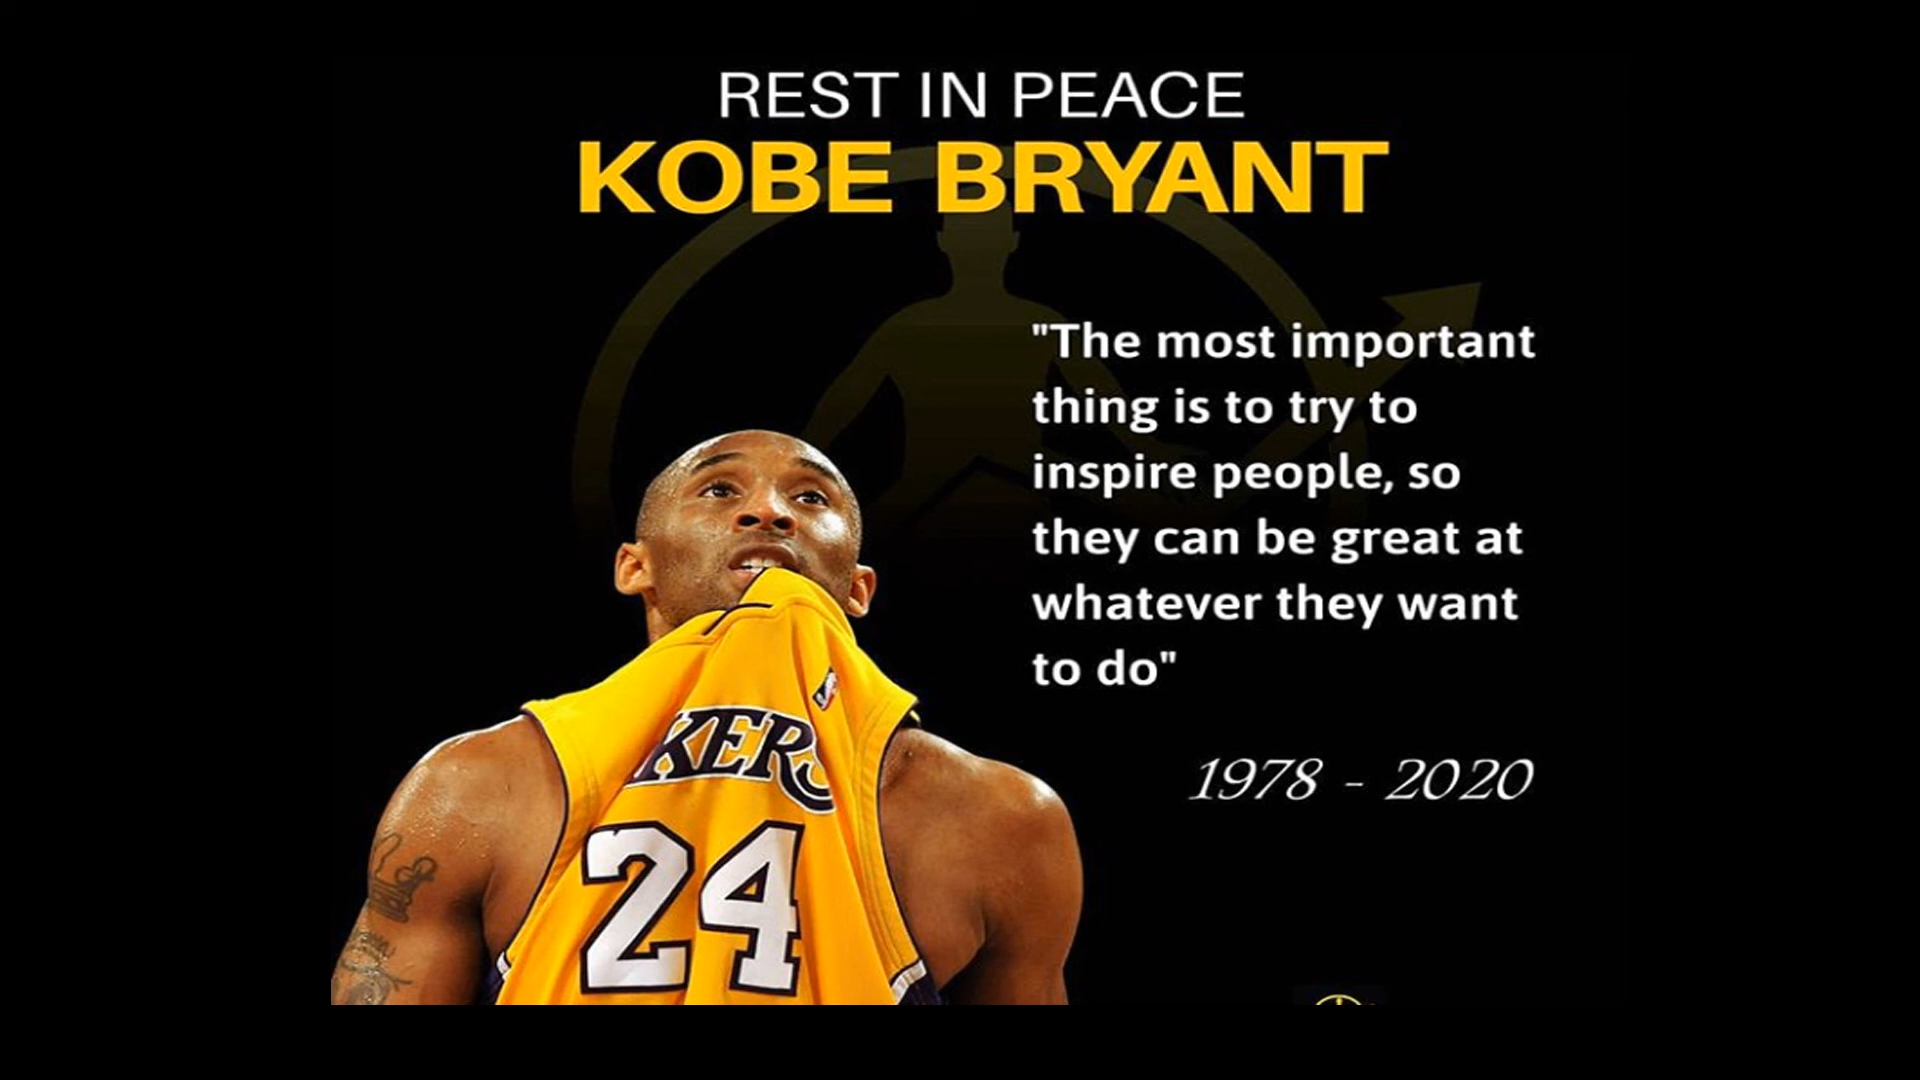 REST IN PEACE
KOBE BRYANT
"The most important
thing is to try to
inspire people, so
they can be great at
whatever they want
to do"
1978 - 2020
KERS
24